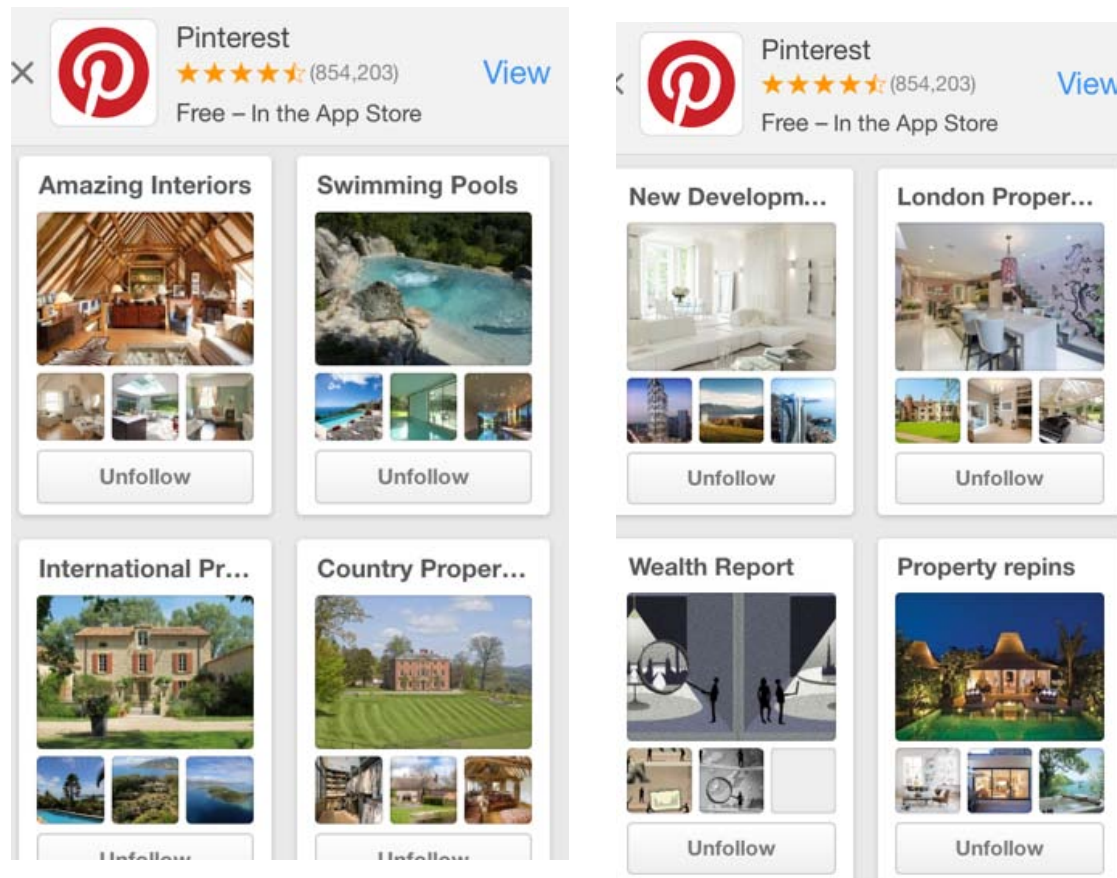 Pinterest
(854,203)
View
Free – In the App Store
Amazing Interiors
Swimming Pools
Unfollow
Unfollow
International Pr...
Country Proper...
Unfollow
Unfollow
Pinterest
(854,203)
View
Free – In the App Store
New Developm...
London Proper...
Unfollow
Unfollow
Wealth Report
Property repins
Unfollow
Unfollow